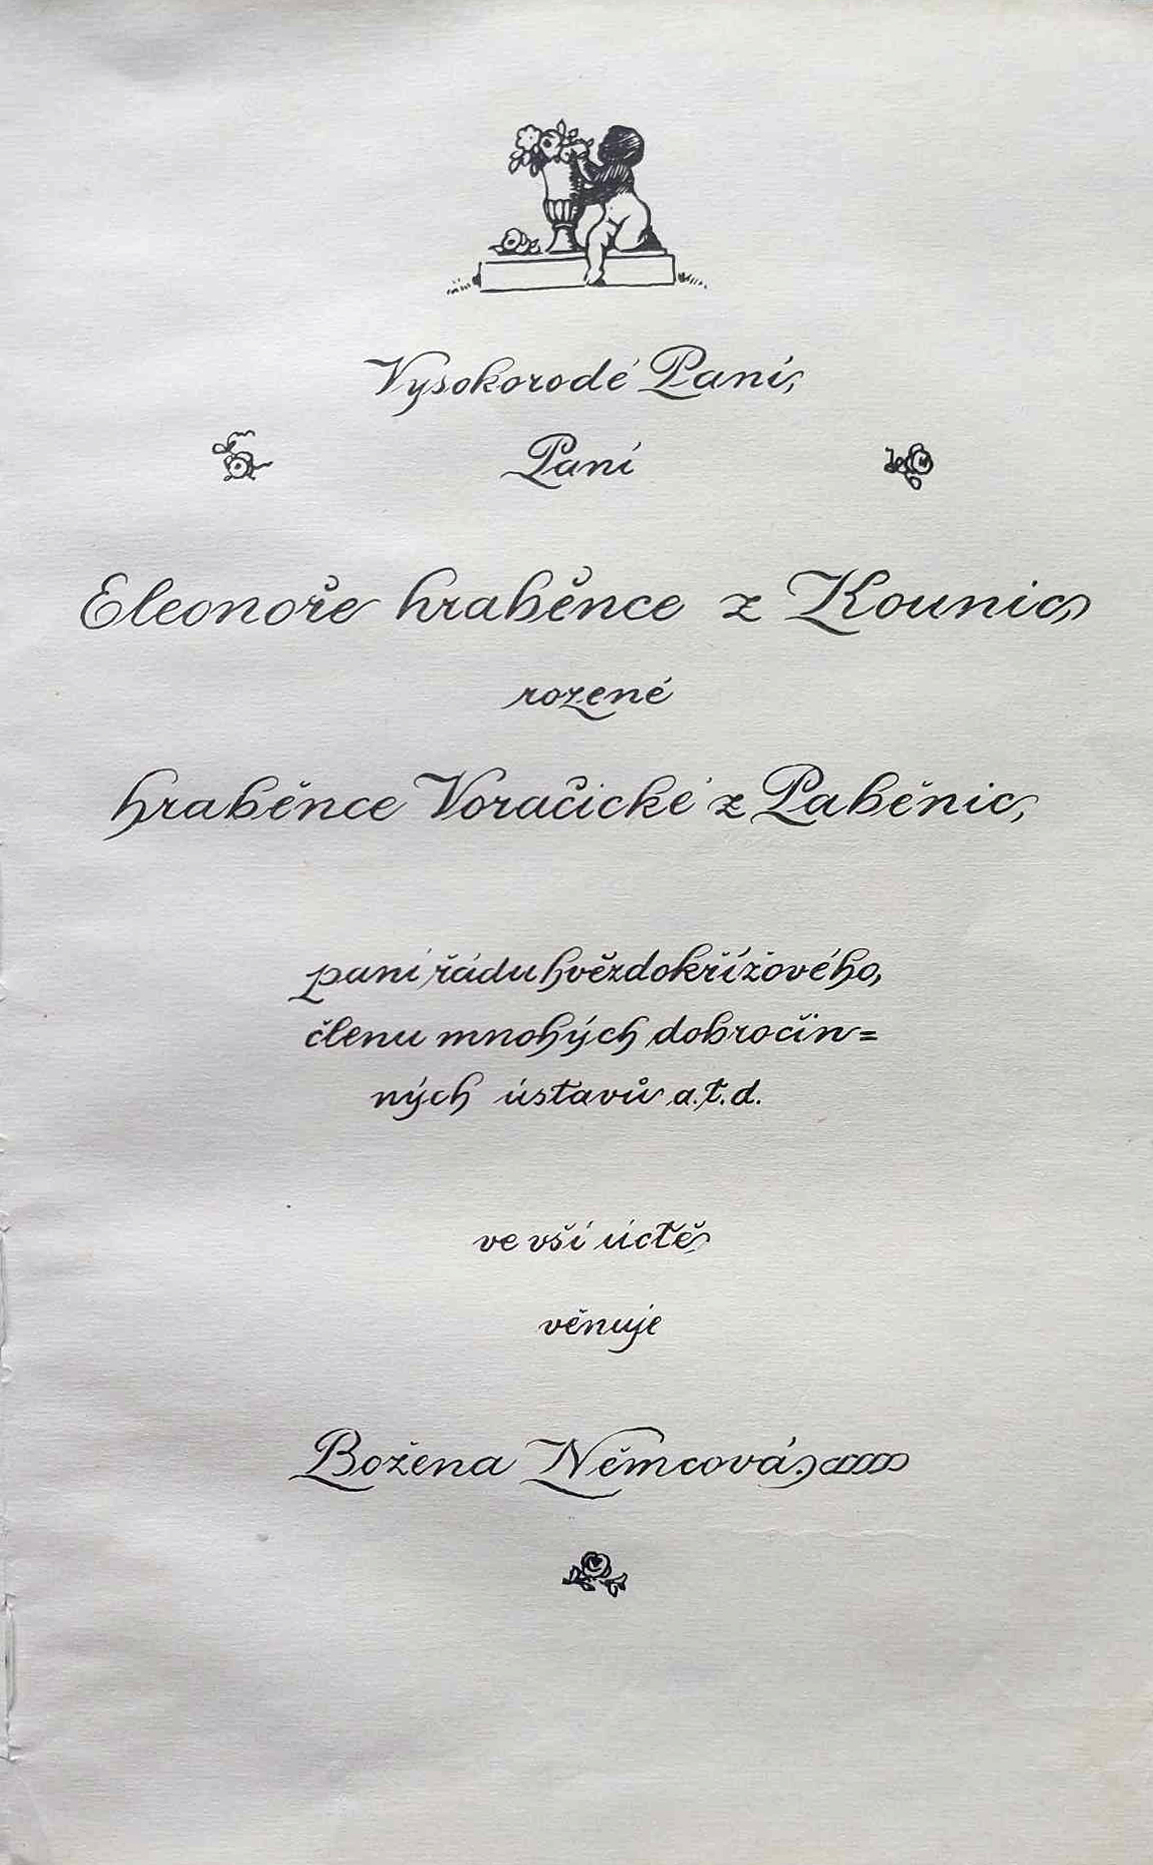 Vysokorodé Paní,
Paní
Eleonoře hraběnce z Kounic,
rozené
hraběnce Voračické z Paběnic,
paní řádu hvězdokřížového,
členu mnohých dobročin=
ných ústavů a.t.d.
ve vší úctě
věnuje
Božena Němcová.